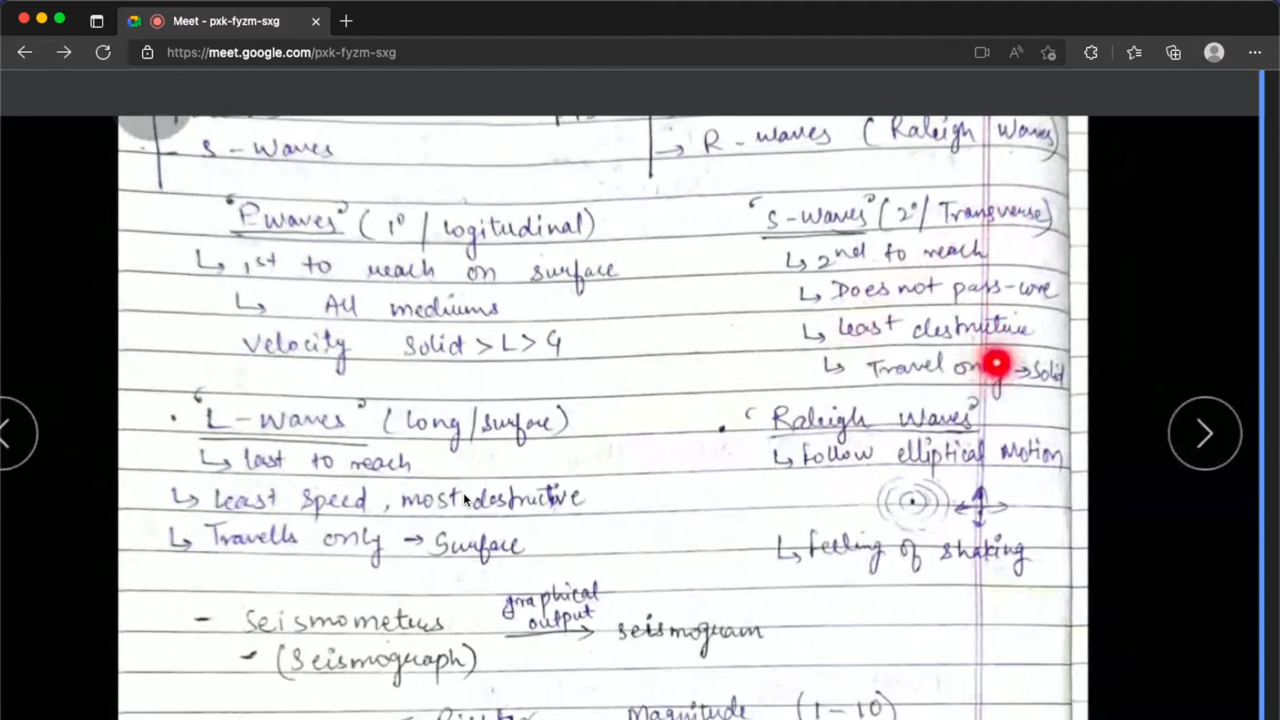 Meet - pxk-fyzm-sxg
https://meet.google.com/pxk-fyzm-sxg
S - Waves
→ R - waves (Raleigh Waves)
"P waves" (1° / logitudinal)
↳ 1st to reach on surface
↳ All mediums
Velocity Solid > L > G
"S-waves" (2° / Transverse)
↳ 2nd to reach
↳ Does not pass-core
↳ least destructive
↳ Travel only → Solid
. "L - Waves" (long/surface)
↳ last to reach
↳ least speed, most destructive
↳ Travells only → Surface
. "Raleigh waves"
↳ follow elliptical motion
↳ feeling of shaking
- Seismometers graphical output → seismogram
- (Seismograph)
Magnitude (1 - 10)